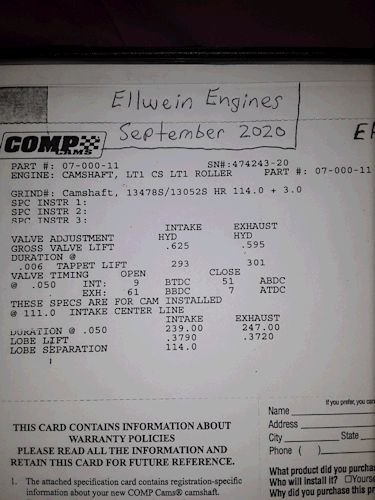 Ellwein Engines
September 2020
COMP CAMS
PART #: 07-000-11 SN#:474243-20 PART #: 07-000-11
ENGINE: CAMSHAFT, LT1 CS LT1 ROLLER
GRIND#: Camshaft, 13478S/13052S HR 114.0 + 3.0
SPC INSTR 1:
SPC INSTR 2:
SPC INSTR 3:
INTAKE EXHAUST
VALVE ADJUSTMENT HYD HYD
GROSS VALVE LIFT .625 .595
DURATION @
.006 TAPPET LIFT 293 301
VALVE TIMING OPEN CLOSE
@ .050 INT: 9 BTDC 51 ABDC
EXH: 61 BBDC 7 ATDC
THESE SPECS ARE FOR CAM INSTALLED
@ 111.0 INTAKE CENTER LINE
INTAKE EXHAUST
DURATION @ .050 239.00 247.00
LOBE LIFT .3790 .3720
LOBE SEPARATION 114.0
THIS CARD CONTAINS INFORMATION ABOUT
WARRANTY POLICIES
PLEASE READ ALL THE INFORMATION AND
RETAIN THIS CARD FOR FUTURE REFERENCE.
1. The attached specification card contains registration-specific
information about your new COMP Cams® camshaft.
If you prefer, you can
Name
Address
City State
Phone ( )
What product did you purcha
Who will install it? Yourse
Why did you purchase this pr